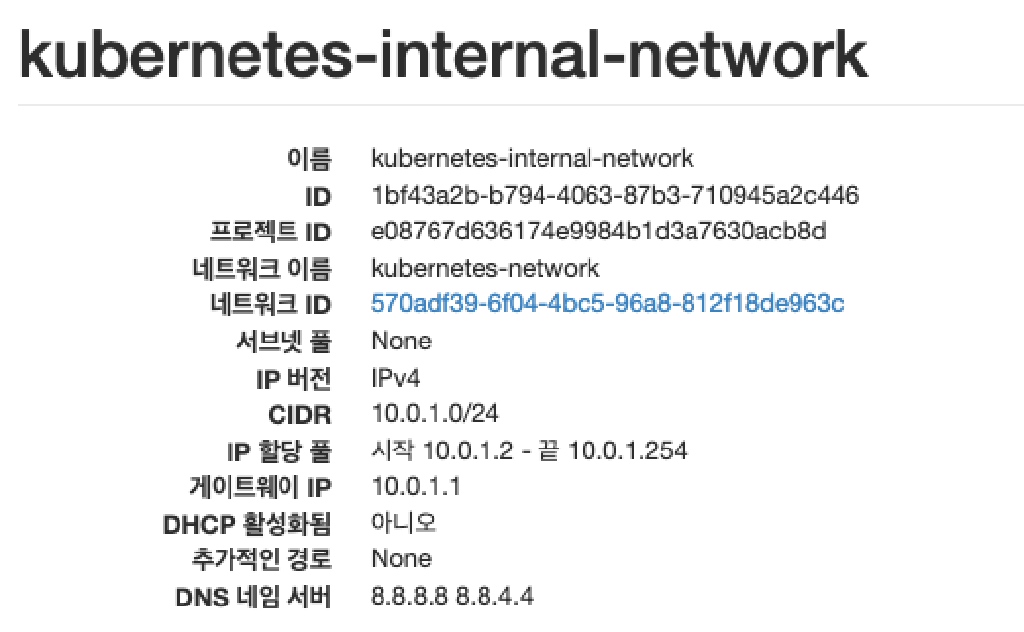 kubernetes-internal-network
이름 kubernetes-internal-network
ID 1bf43a2b-b794-4063-87b3-710945a2c446
프로젝트 ID e08767d636174e9984b1d3a7630acb8d
네트워크 이름 kubernetes-network
네트워크 ID 570adf39-6f04-4bc5-96a8-812f18de963c
서브넷 풀 None
IP 버전 IPv4
CIDR 10.0.1.0/24
IP 할당 풀 시작 10.0.1.2 - 끝 10.0.1.254
게이트웨이 IP 10.0.1.1
DHCP 활성화됨 아니오
추가적인 경로 None
DNS 네임 서버 8.8.8.8 8.8.4.4